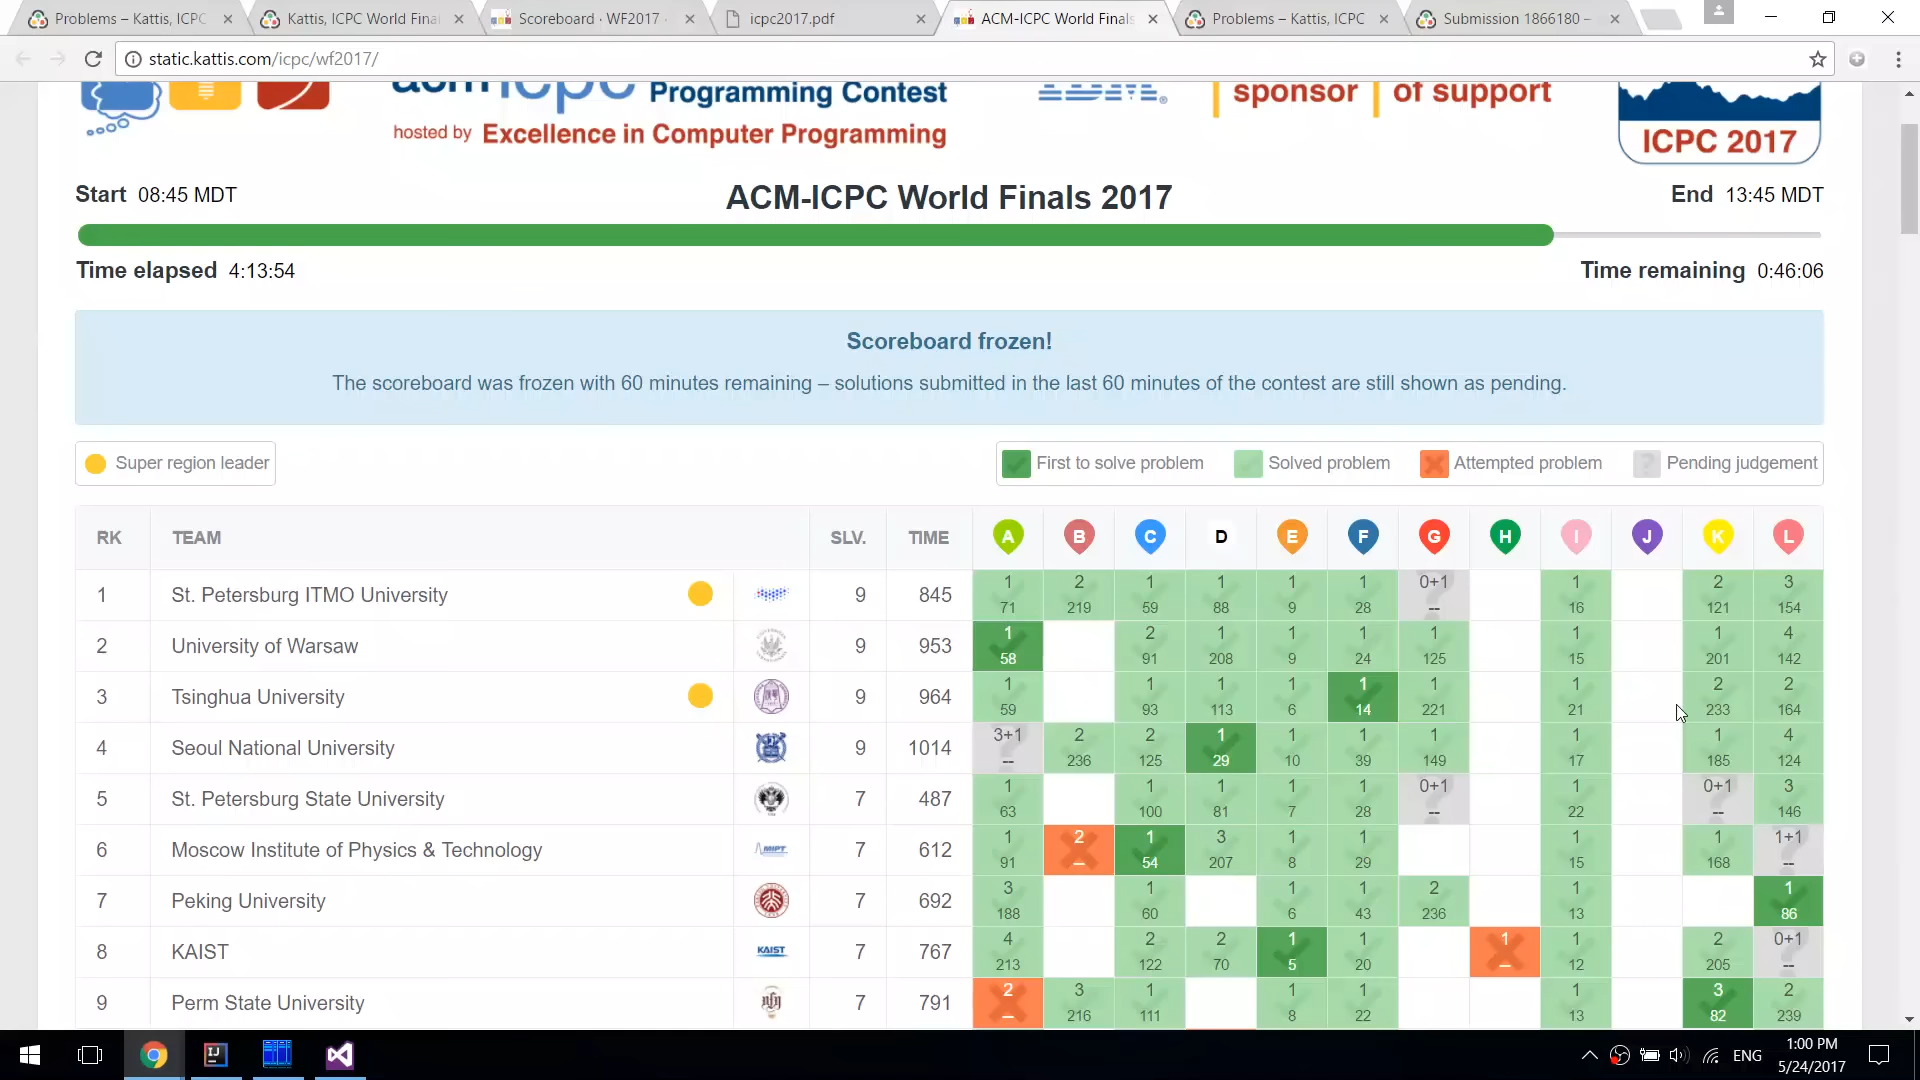 Problems – Kattis, ICPC
Kattis, ICPC World Final
Scoreboard · WF2017
icpc2017.pdf
ACM-ICPC World Finals
Problems – Kattis, ICPC
Submission 1866180 –
static.kattis.com/icpc/wf2017/
acm icpc Programming Contest
IBM.
sponsor
of support
hosted by Excellence in Computer Programming
ICPC 2017
Start 08:45 MDT
ACM-ICPC World Finals 2017
End 13:45 MDT
Time elapsed 4:13:54
Time remaining 0:46:06
Scoreboard frozen!
The scoreboard was frozen with 60 minutes remaining – solutions submitted in the last 60 minutes of the contest are still shown as pending.
Super region leader
First to solve problem Solved problem Attempted problem ? Pending judgement
RK TEAM SLV. TIME A B C D E F G H I J K L
1 2 1 1 1 1 0+1 1 2 3
1 St. Petersburg ITMO University 9 845
71 219 59 88 9 28 -- 16 121 154
1 2 1 1 1 1 1 1 4
2 University of Warsaw 9 953
58 91 208 9 24 125 15 201 142
1 1 1 1 1 1 1 2 2
3 Tsinghua University 9 964
59 93 113 6 14 221 21 233 164
3+1 2 2 1 1 1 1 1 1 4
4 Seoul National University 9 1014
-- 236 125 29 10 39 149 17 185 124
1 1 1 1 1 0+1 1 0+1 3
5 St. Petersburg State University 7 487
63 100 81 7 28 -- 22 -- 146
1 2 1 3 1 1 1 1 1+1
6 Moscow Institute of Physics & Technology MIPT 7 612
91 -- 54 207 8 29 15 168 --
3 1 1 1 2 1 1
7 Peking University 7 692
188 60 6 43 236 13 86
4 2 2 1 1 1 1 2 0+1
8 KAIST KAIST 7 767
213 122 70 5 20 -- 12 205 --
2 3 1 1 1 1 3 2
9 Perm State University 7 791
-- 216 111 8 22 13 82 239
IJ
ENG
1:00 PM
5/24/2017